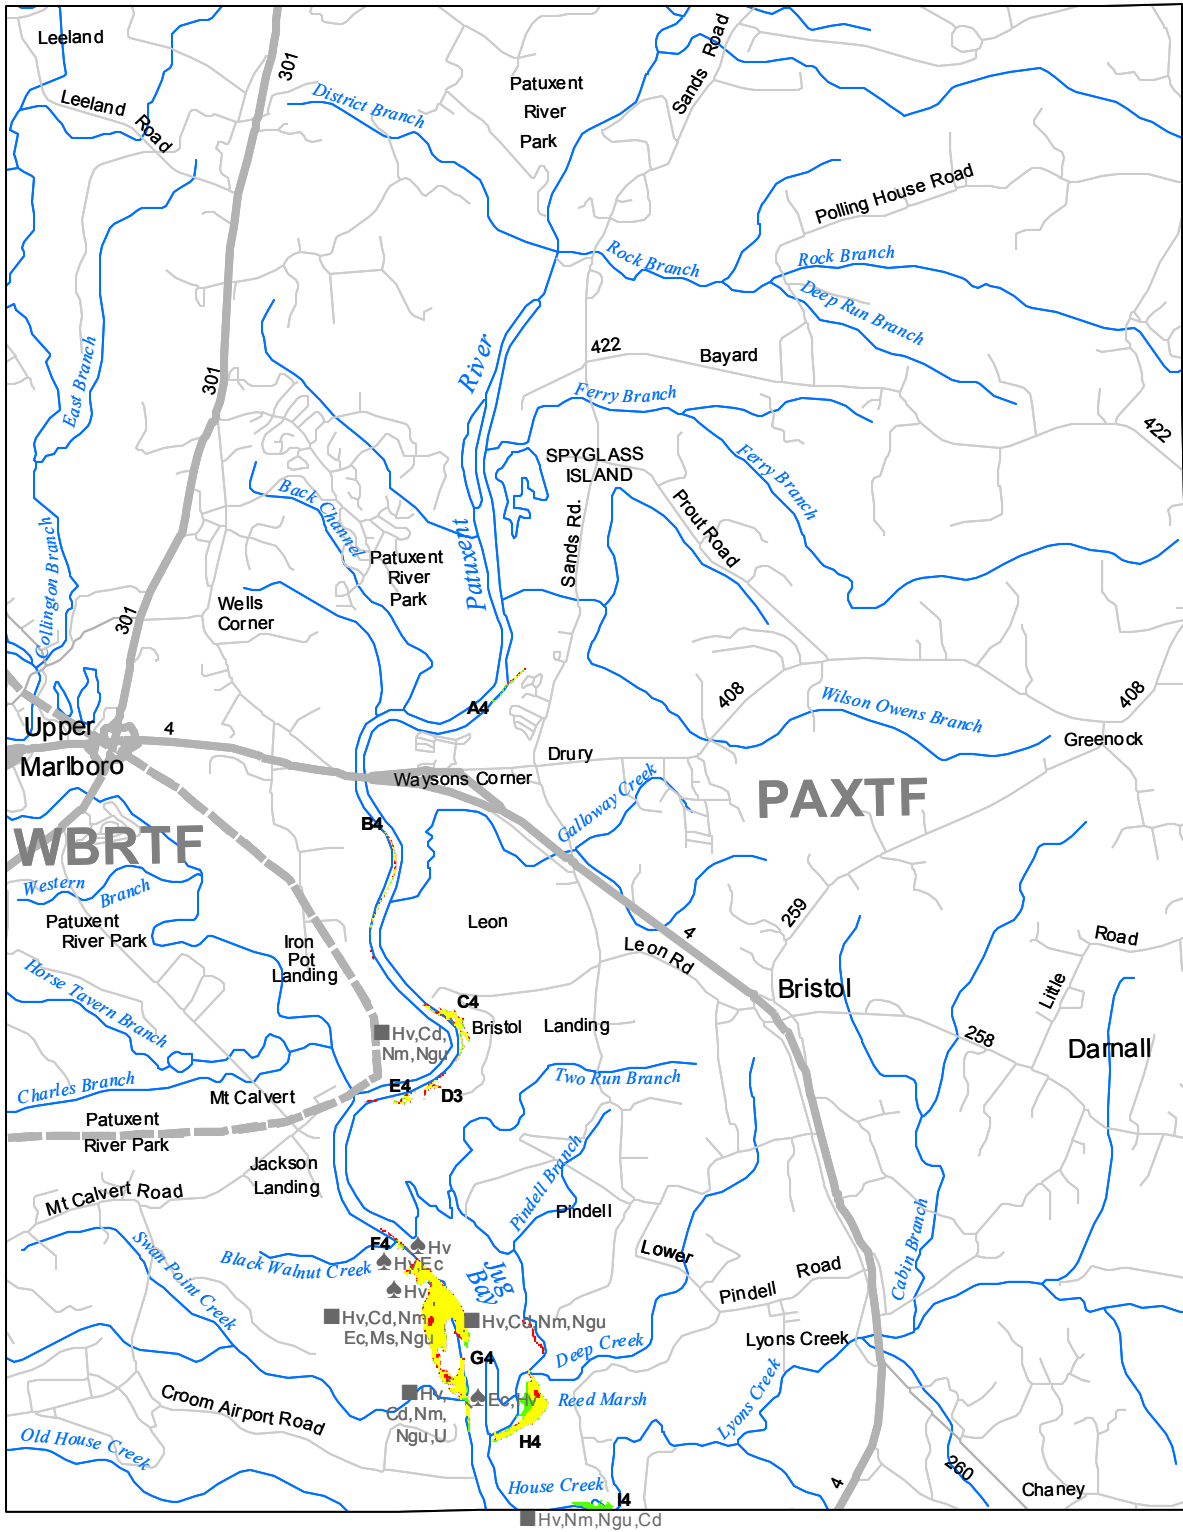 Leeland
301
Sands Road
Patuxent
River
Park
District Branch
Leeland Road
Polling House Road
Rock Branch
Rock Branch
Deep Run Branch
River
422
Bayard
East Branch
301
Ferry Branch
422
SPYGLASS
ISLAND
Ferry Branch
Back Channel
Prout Road
Sands Rd.
Patuxent
Collington Branch
Patuxent
River
Park
Wells
Corner
301
A4
408
Wilson Owens Branch
408
Upper
4
Greenock
Marlboro
Drury
Waysons Corner
PAXTF
Galloway Creek
B4
WBRTF
Western Branch
259
Patuxent
River Park
Leon
4
Road
Iron
Pot
Landing
Leon Rd
Horse Tavern Branch
Bristol
Little
C4
Bristol Landing
258
Hv,Cd,
Nm,Ngu
Darnall
Charles Branch
Two Run Branch
E4
D3
Mt Calvert
Patuxent
River Park
Jackson
Landing
Pindell Branch
Mt Calvert Road
Pindell
Swan Point Creek
F4
Hv
Lower
Cabin Branch
Black Walnut Creek
Hv,Ec
Jug
Bay
Road
Hv
Pindell
Hv,Cd,Nm
Ec,Ms,Ngu
Hv,Cd,Nm,Ngu
Lyons Creek
Deep Creek
G4
Lyons Creek
Croom Airport Road
Hv,
Cd,Nm,
Ngu,U
Ec,Hv
Reed Marsh
H4
Old House Creek
House Creek
260
4
Chaney
I4
Hv,Nm,Ngu,Cd